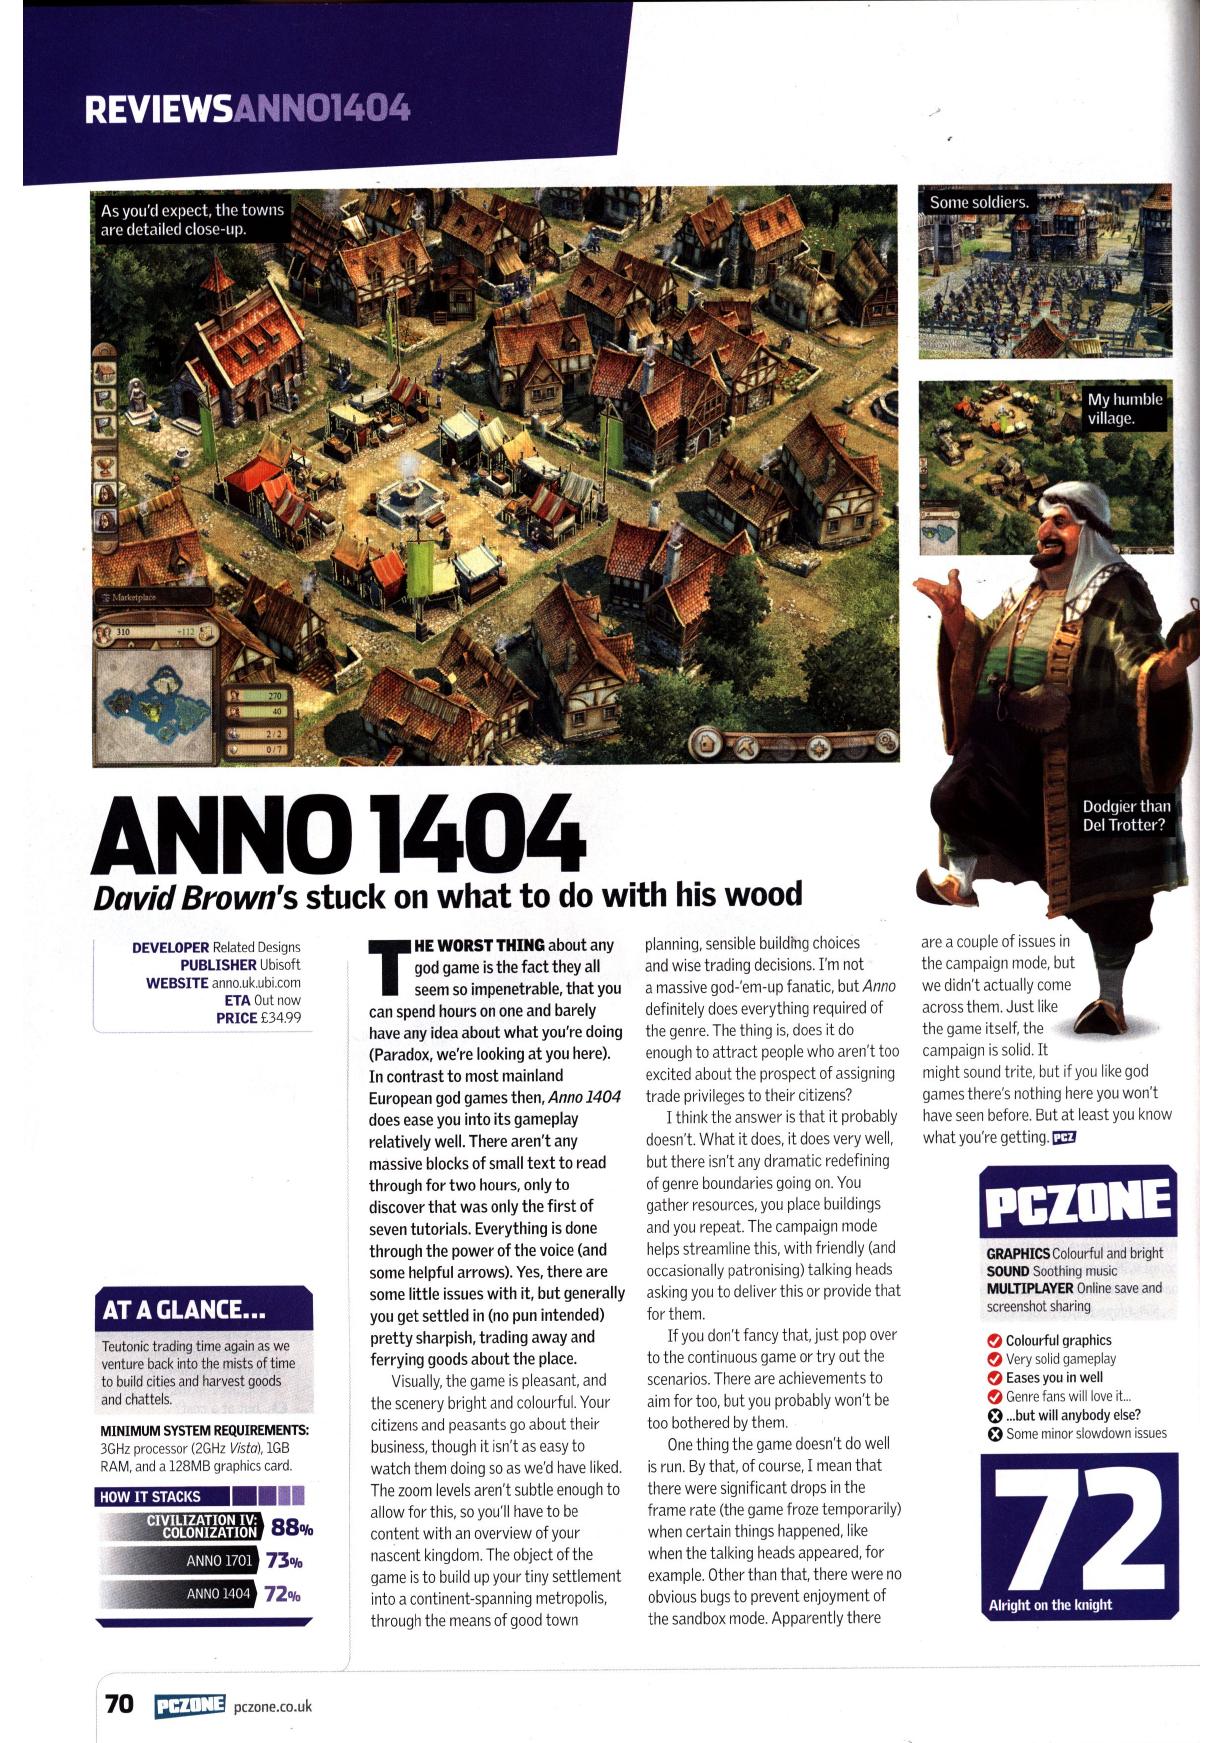 REVIEWSANNO1404
As you'd expect, the towns
are detailed close-up.
Some soldiers.
My humble
village.
Marketplace
310 +112
270
40
2/2
0/7
Dodgier than
Del Trotter?
ANNO 1404
David Brown's stuck on what to do with his wood
DEVELOPER Related Designs
PUBLISHER Ubisoft
WEBSITE anno.uk.ubi.com
ETA Out now
PRICE £34.99
THE WORST THING about any
god game is the fact they all
seem so impenetrable, that you
can spend hours on one and barely
have any idea about what you're doing
(Paradox, we're looking at you here).
In contrast to most mainland
European god games then, Anno 1404
does ease you into its gameplay
relatively well. There aren't any
massive blocks of small text to read
through for two hours, only to
discover that was only the first of
seven tutorials. Everything is done
through the power of the voice (and
some helpful arrows). Yes, there are
some little issues with it, but generally
you get settled in (no pun intended)
pretty sharpish, trading away and
ferrying goods about the place.
Visually, the game is pleasant, and
the scenery bright and colourful. Your
citizens and peasants go about their
business, though it isn't as easy to
watch them doing so as we'd have liked.
The zoom levels aren't subtle enough to
allow for this, so you'll have to be
content with an overview of your
nascent kingdom. The object of the
game is to build up your tiny settlement
into a continent-spanning metropolis,
through the means of good town
planning, sensible building choices
and wise trading decisions. I'm not
a massive god-'em-up fanatic, but Anno
definitely does everything required of
the genre. The thing is, does it do
enough to attract people who aren't too
excited about the prospect of assigning
trade privileges to their citizens?
I think the answer is that it probably
doesn't. What it does, it does very well,
but there isn't any dramatic redefining
of genre boundaries going on. You
gather resources, you place buildings
and you repeat. The campaign mode
helps streamline this, with friendly (and
occasionally patronising) talking heads
asking you to deliver this or provide that
for them.
If you don't fancy that, just pop over
to the continuous game or try out the
scenarios. There are achievements to
aim for too, but you probably won't be
too bothered by them.
One thing the game doesn't do well
is run. By that, of course, I mean that
there were significant drops in the
frame rate (the game froze temporarily)
when certain things happened, like
when the talking heads appeared, for
example. Other than that, there were no
obvious bugs to prevent enjoyment of
the sandbox mode. Apparently there
are a couple of issues in
the campaign mode, but
we didn't actually come
across them. Just like
the game itself, the
campaign is solid. It
might sound trite, but if you like god
games there's nothing here you won't
have seen before. But at least you know
what you're getting. PCZ
AT A GLANCE...
Teutonic trading time again as we
venture back into the mists of time
to build cities and harvest goods
and chattels.
MINIMUM SYSTEM REQUIREMENTS:
3GHz processor (2GHz Vista), 1GB
RAM, and a 128MB graphics card.
HOW IT STACKS
CIVILIZATION IV:
COLONIZATION 88%
ANNO 1701 73%
ANNO 1404 72%
PCZONE
GRAPHICS Colourful and bright
SOUND Soothing music
MULTIPLAYER Online save and
screenshot sharing
Colourful graphics
Very solid gameplay
Eases you in well
Genre fans will love it...
...but will anybody else?
Some minor slowdown issues
72
Alright on the knight
70 PCZONE pczone.co.uk